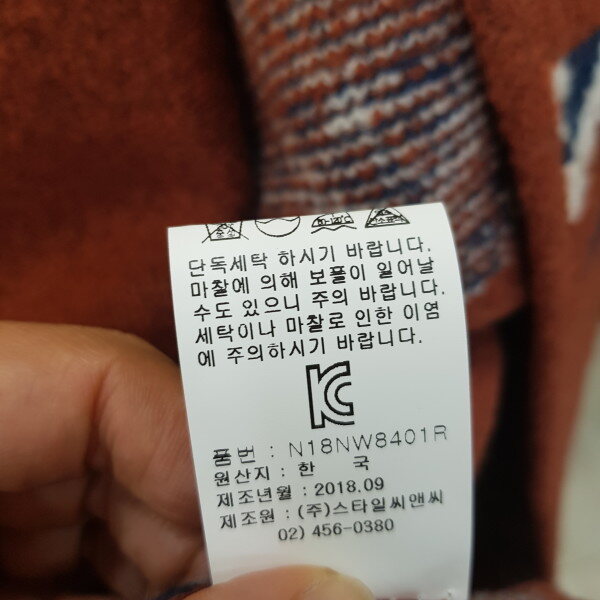 단독세탁 하시기 바랍니다.
마찰에 의해 보풀이 일어날
수도 있으니 주의 바랍니다.
세탁이나 마찰로 인한 이염
에 주의하시기 바랍니다.
KC
품번 : N18NW8401R
원산지 : 한 국
제조년월 : 2018.09
제조원 : (주)스타일씨앤씨
02) 456-0380